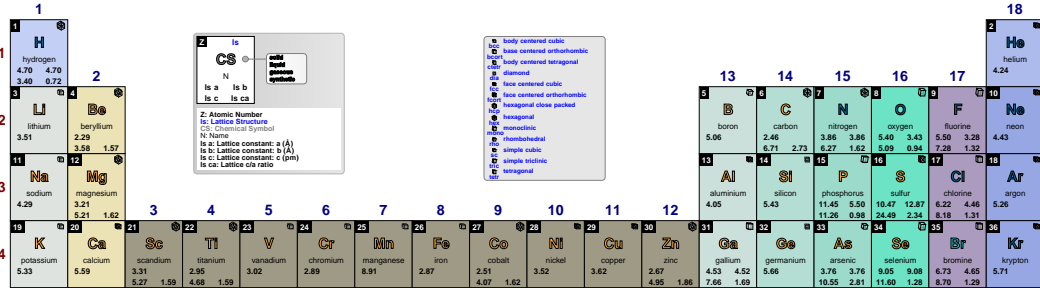 1
18
1 H hydrogen 4.70 4.70 3.40 0.72
Z ls
CS
N
ls a ls b
ls c ls ca
solid
liquid
gaseous
synthetic
Z: Atomic Number
ls: Lattice Structure
CS: Chemical Symbol
N: Name
ls a: Lattice constant: a (Å)
ls b: Lattice constant: b (Å)
ls c: Lattice constant: c (pm)
ls ca: Lattice c/a ratio
bcc body centered cubic
bcort base centered orthorhombic
ctetr body centered tetragonal
dia diamond
fcc face centered cubic
fcort face centered orthorhombic
hcp hexagonal close packed
hex hexagonal
mono monoclinic
rho rhombohedral
sc simple cubic
tric simple triclinic
tetr tetragonal
2 He helium 4.24
2
13 14 15 16 17
2
3 Li lithium 3.51
4 Be beryllium 2.29 3.58 1.57
5 B boron 5.06
6 C carbon 2.46 6.71 2.73
7 N nitrogen 3.86 3.86 6.27 1.62
8 O oxygen 5.40 3.43 5.09 0.94
9 F fluorine 5.50 3.28 7.28 1.32
10 Ne neon 4.43
3
11 Na sodium 4.29
12 Mg magnesium 3.21 5.21 1.62
13 Al aluminium 4.05
14 Si silicon 5.43
15 P phosphorus 11.45 5.50 11.26 0.98
16 S sulfur 10.47 12.87 24.49 2.34
17 Cl chlorine 6.22 4.46 8.18 1.31
18 Ar argon 5.26
3 4 5 6 7 8 9 10 11 12
4
19 K potassium 5.33
20 Ca calcium 5.59
21 Sc scandium 3.31 5.27 1.59
22 Ti titanium 2.95 4.68 1.59
23 V vanadium 3.02
24 Cr chromium 2.89
25 Mn manganese 8.91
26 Fe iron 2.87
27 Co cobalt 2.51 4.07 1.62
28 Ni nickel 3.52
29 Cu copper 3.62
30 Zn zinc 2.67 4.95 1.86
31 Ga gallium 4.53 4.52 7.66 1.69
32 Ge germanium 5.66
33 As arsenic 3.76 3.76 10.55 2.81
34 Se selenium 9.05 9.08 11.60 1.28
35 Br bromine 6.73 4.65 8.70 1.29
36 Kr krypton 5.71